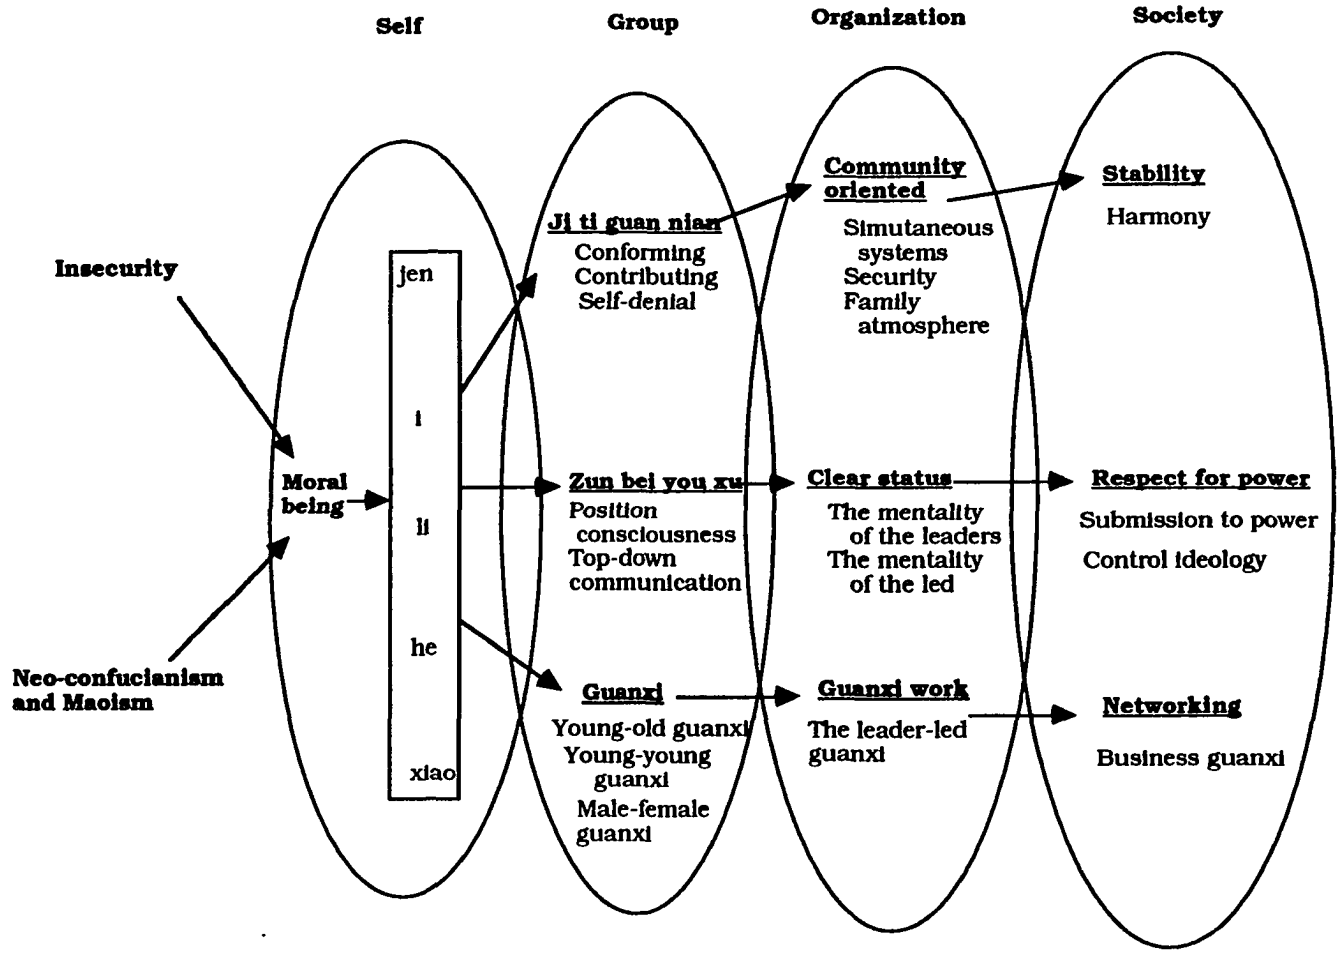 Self
Group
Organization
Society
Insecurity
Neo-confucianism
and Maoism
Moral
being
jen
i
li
he
xiao
Ji ti guan nian
Conforming
Contributing
Self-denial
Zun bei you xu
Position
consciousness
Top-down
communication
Guanxi
Young-old guanxi
Young-young
guanxi
Male-female
guanxi
Community
oriented
Simutaneous
systems
Security
Family
atmosphere
Clear status
The mentality
of the leaders
The mentality
of the led
Guanxi work
The leader-led
guanxi
Stability
Harmony
Respect for power
Submission to power
Control ideology
Networking
Business guanxi